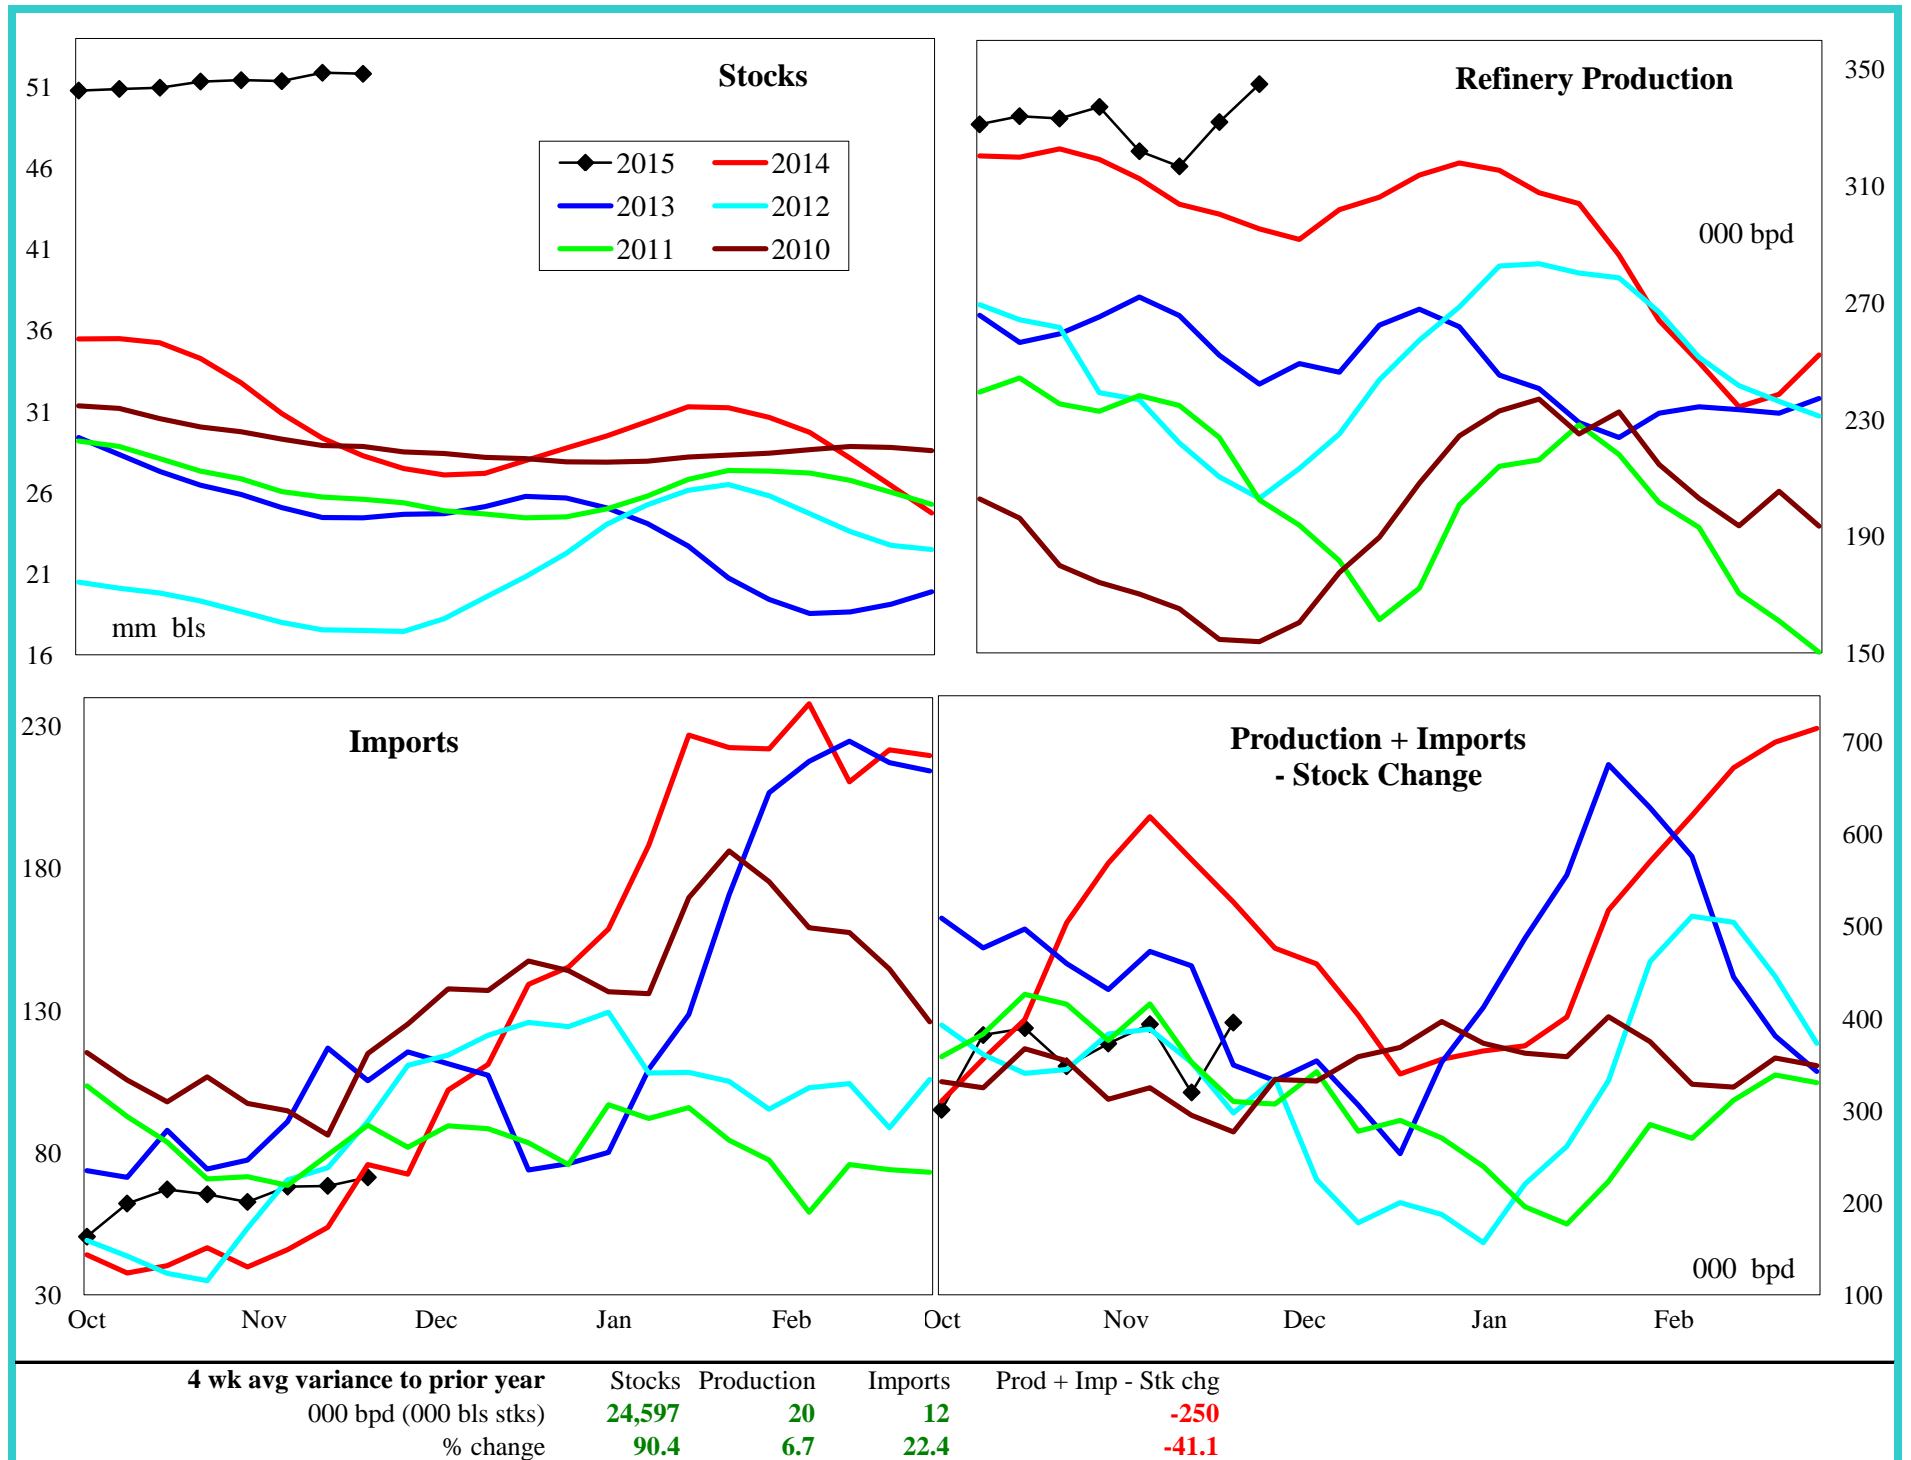 Stocks
51
46
41
36
31
26
21
16
2015 2014
2013 2012
2011 2010
mm bls
Refinery Production
350
310
270
230
190
150
000 bpd
Imports
230
180
130
80
30
Oct Nov Dec Jan Feb
Production + Imports
- Stock Change
700
600
500
400
300
200
100
000 bpd
Oct Nov Dec Jan Feb
4 wk avg variance to prior year Stocks Production Imports Prod + Imp - Stk chg
000 bpd (000 bls stks) 24,597 20 12 -250
% change 90.4 6.7 22.4 -41.1